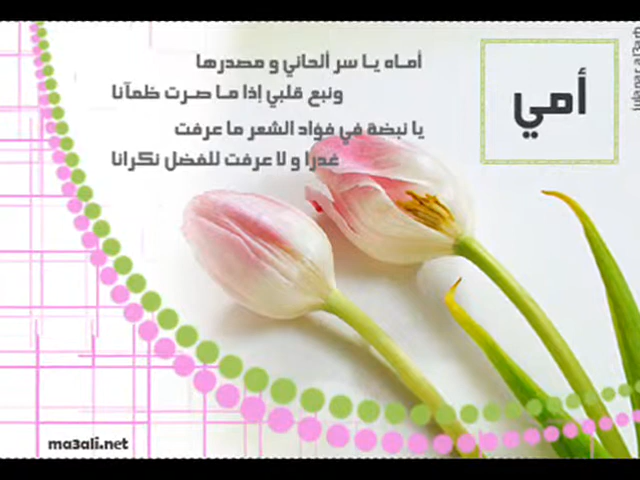 أمي
أماه يا سر ألحاني و مصدرها
ونبع قلبي إذا ما صرت ظمآنا
يا نبضة في فؤاد الشعر ما عرفت
غدرا و لا عرفت للفضل نكرانا
ma3ali.net